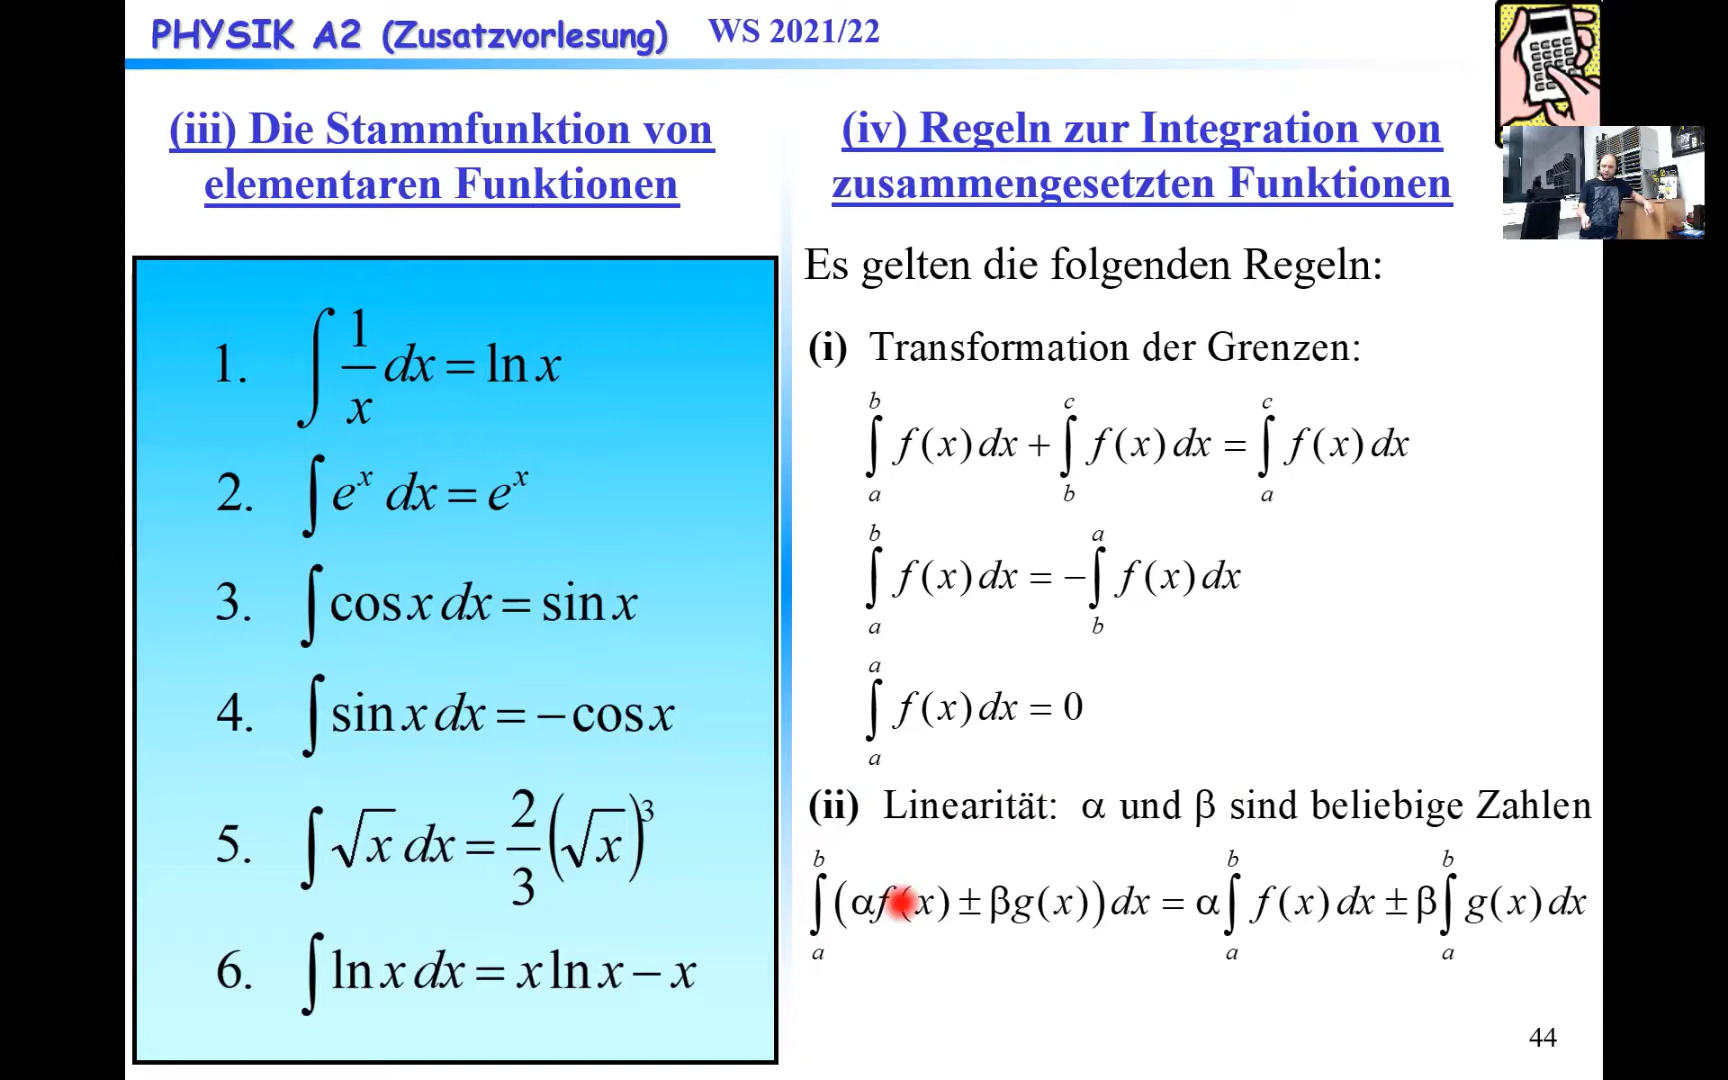 PHYSIK A2 (Zusatzvorlesung) WS 2021/22
(iii) Die Stammfunktion von
elementaren Funktionen
1. ∫ 1/x dx = ln x
2. ∫ eˣ dx = eˣ
3. ∫ cos x dx = sin x
4. ∫ sin x dx = − cos x
5. ∫ √x dx = 2/3 (√x)³
6. ∫ ln x dx = x ln x − x
(iv) Regeln zur Integration von
zusammengesetzten Funktionen
Es gelten die folgenden Regeln:
(i) Transformation der Grenzen:
∫_a^b f(x) dx + ∫_b^c f(x) dx = ∫_a^c f(x) dx
∫_a^b f(x) dx = −∫_b^a f(x) dx
∫_a^a f(x) dx = 0
(ii) Linearität: α und β sind beliebige Zahlen
∫_a^b (αf(x) ± βg(x)) dx = α∫_a^b f(x) dx ± β∫_a^b g(x) dx
44